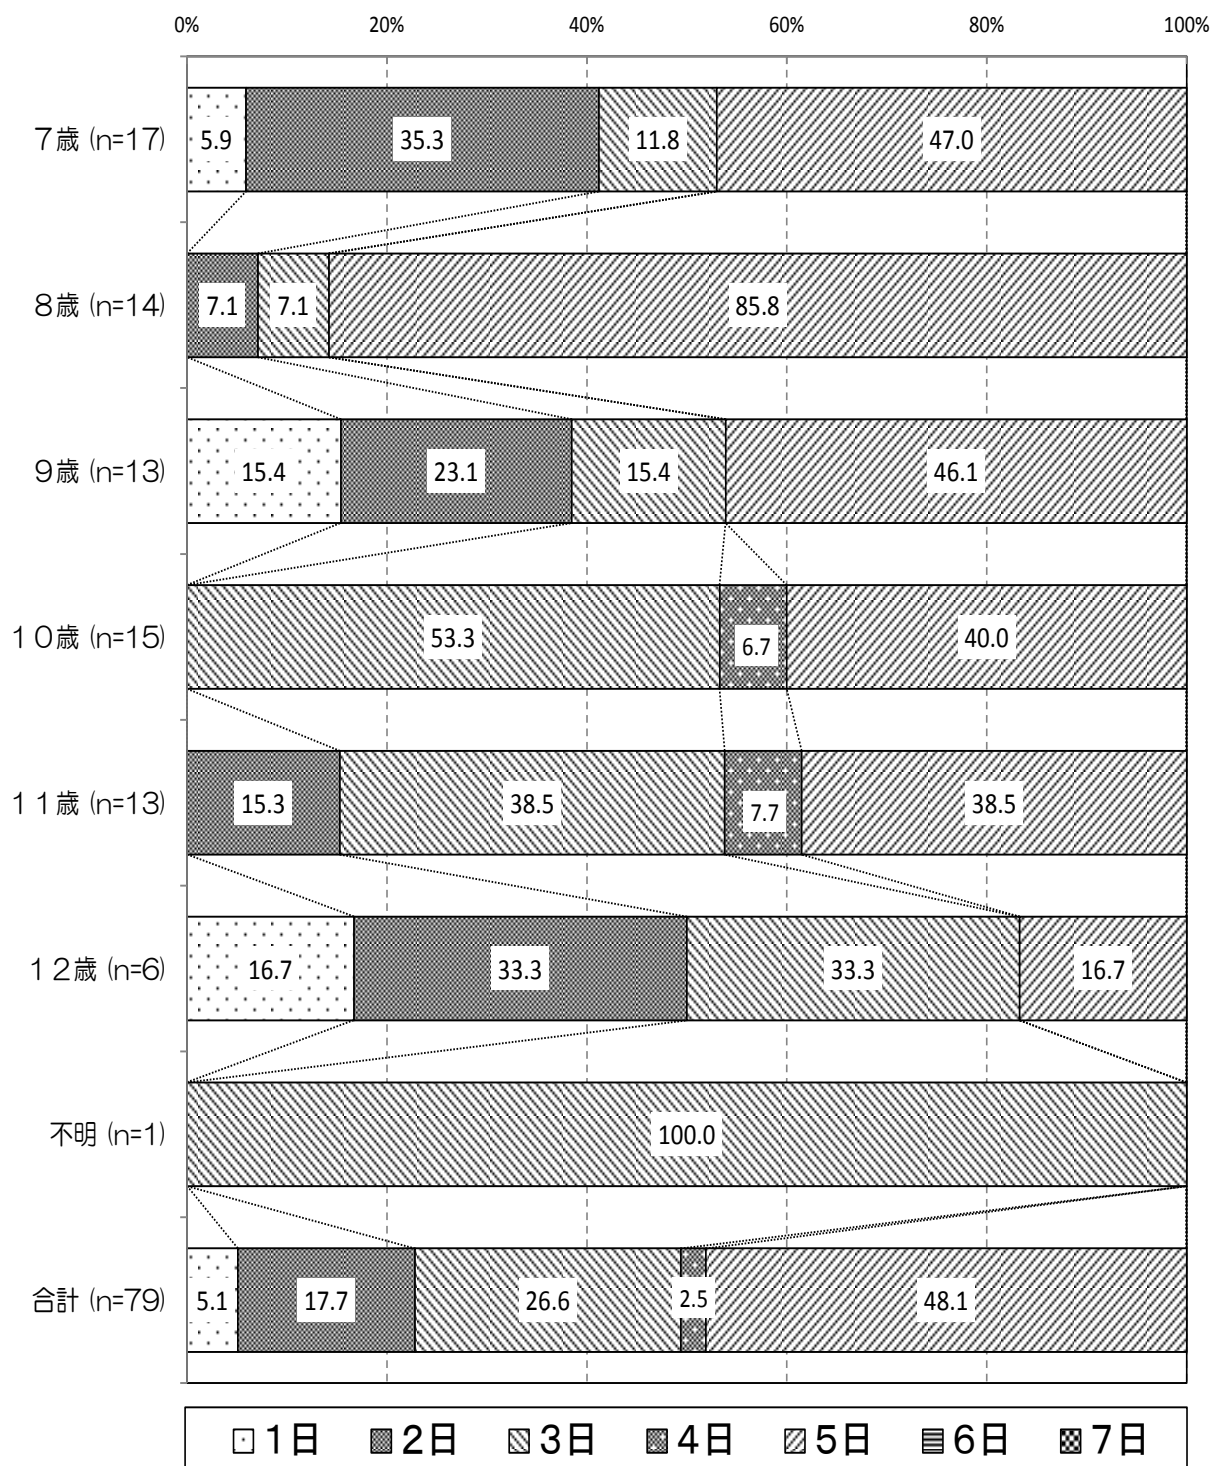 0% 20% 40% 60% 80% 100%
７歳 (n=17) 5.9 35.3 11.8 47.0
８歳 (n=14) 7.1 7.1 85.8
９歳 (n=13) 15.4 23.1 15.4 46.1
１０歳 (n=15) 53.3 6.7 40.0
１１歳 (n=13) 15.3 38.5 7.7 38.5
１２歳 (n=6) 16.7 33.3 33.3 16.7
不明 (n=1) 100.0
合計 (n=79) 5.1 17.7 26.6 2.5 48.1
１日 ２日 ３日 ４日 ５日 ６日 ７日